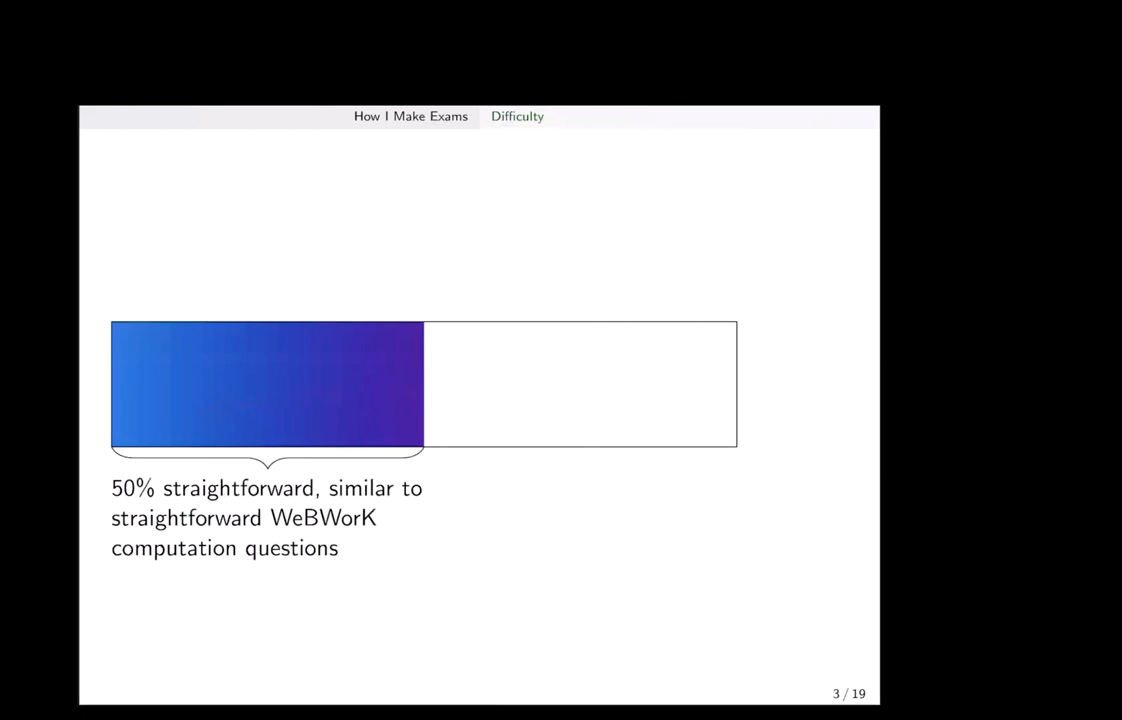 How I Make Exams Difficulty
50% straightforward, similar to
straightforward WeBWorK
computation questions
3 / 19